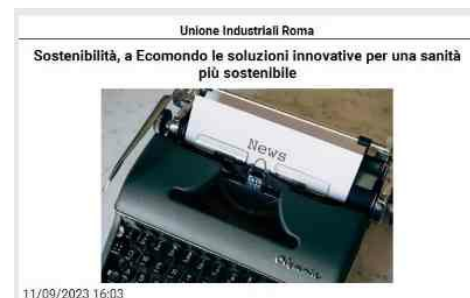 Unione Industriali Roma
Sostenibilità, a Ecomondo le soluzioni innovative per una sanità
più sostenibile
News
Olympia
11/09/2023 16:03